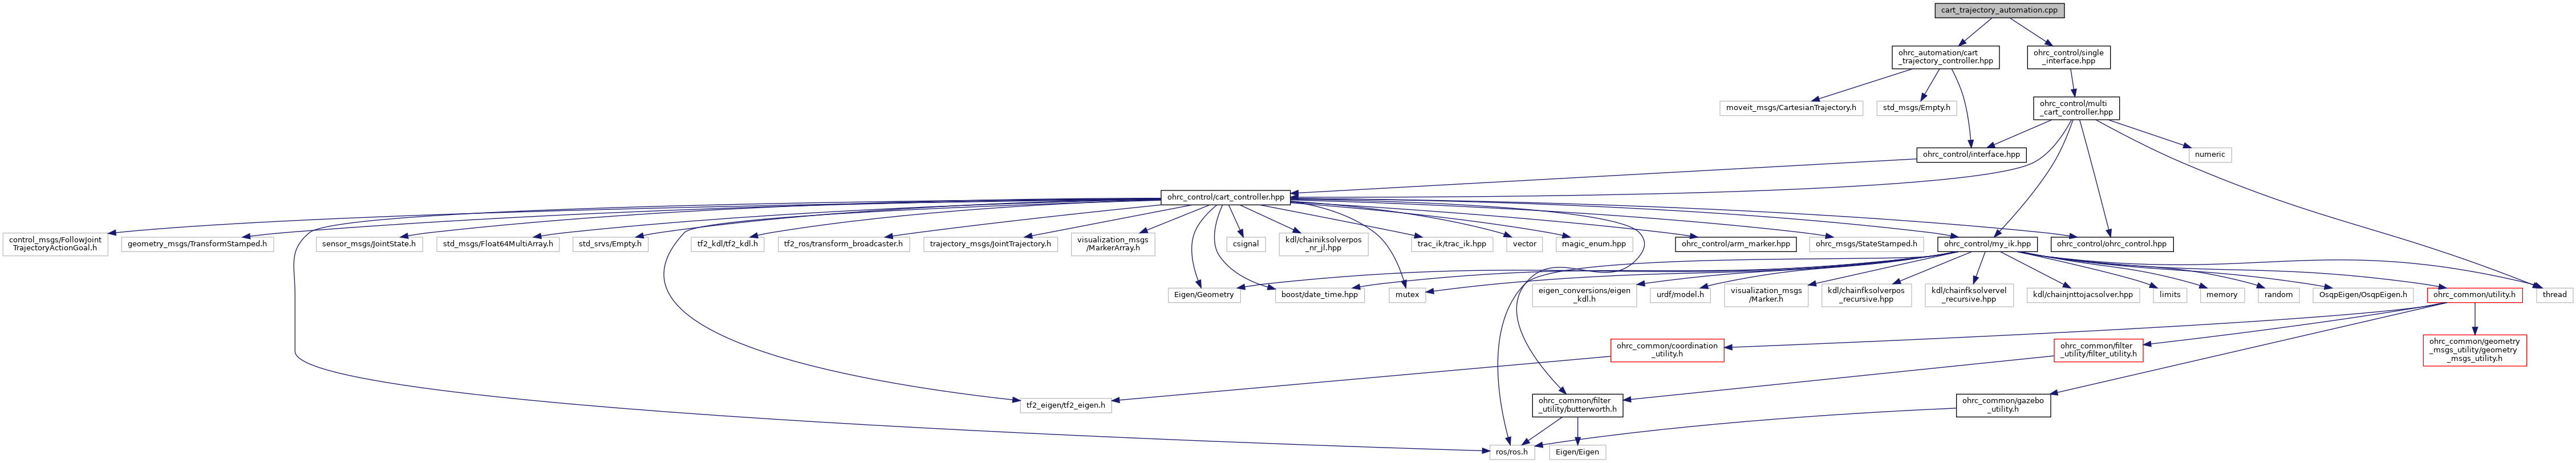 cart_trajectory_automation.cpp
ohrc_automation/cart
_trajectory_controller.hpp
ohrc_control/single
_interface.hpp
moveit_msgs/CartesianTrajectory.h
std_msgs/Empty.h
ohrc_control/multi
_cart_controller.hpp
ohrc_control/interface.hpp
numeric
ohrc_control/cart_controller.hpp
control_msgs/FollowJoint
TrajectoryActionGoal.h
geometry_msgs/TransformStamped.h
sensor_msgs/JointState.h
std_msgs/Float64MultiArray.h
std_srvs/Empty.h
tf2_kdl/tf2_kdl.h
tf2_ros/transform_broadcaster.h
trajectory_msgs/JointTrajectory.h
visualization_msgs
/MarkerArray.h
csignal
kdl/chainiksolverpos
_nr_jl.hpp
trac_ik/trac_ik.hpp
vector
magic_enum.hpp
ohrc_control/arm_marker.hpp
ohrc_msgs/StateStamped.h
ohrc_control/my_ik.hpp
ohrc_control/ohrc_control.hpp
Eigen/Geometry
boost/date_time.hpp
mutex
eigen_conversions/eigen
_kdl.h
urdf/model.h
visualization_msgs
/Marker.h
kdl/chainfksolverpos
_recursive.hpp
kdl/chainfksolvervel
_recursive.hpp
kdl/chainjnttojacsolver.hpp
limits
memory
random
OsqpEigen/OsqpEigen.h
ohrc_common/utility.h
thread
ohrc_common/coordination
_utility.h
ohrc_common/filter
_utility/filter_utility.h
ohrc_common/geometry
_msgs_utility/geometry
_msgs_utility.h
tf2_eigen/tf2_eigen.h
ohrc_common/filter
_utility/butterworth.h
ohrc_common/gazebo
_utility.h
ros/ros.h
Eigen/Eigen